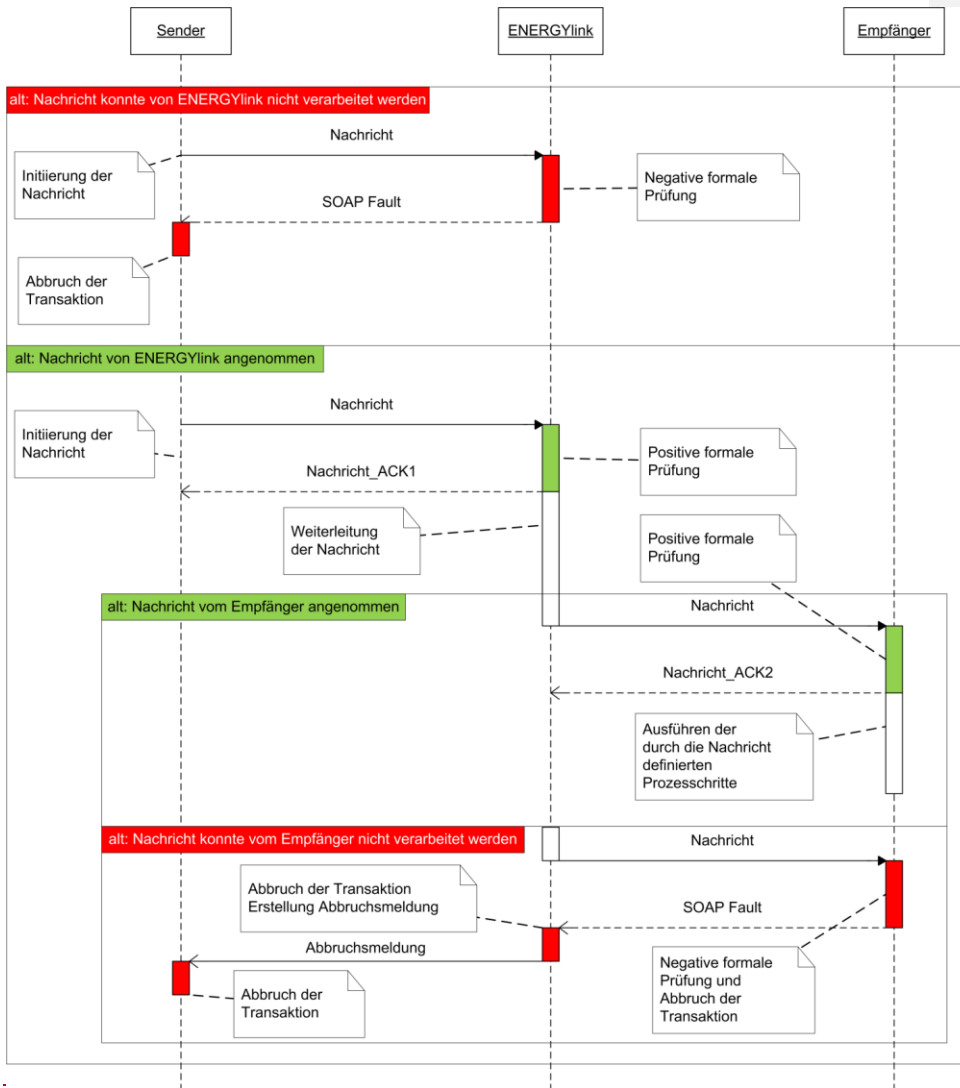 Sender
ENERGYlink
Empfänger
alt: Nachricht konnte von ENERGYlink nicht verarbeitet werden
Nachricht
Initiierung der
Nachricht
Negative formale
Prüfung
SOAP Fault
Abbruch der
Transaktion
alt: Nachricht von ENERGYlink angenommen
Nachricht
Initiierung der
Nachricht
Positive formale
Prüfung
Nachricht_ACK1
Weiterleitung
der Nachricht
Positive formale
Prüfung
alt: Nachricht vom Empfänger angenommen
Nachricht
Nachricht_ACK2
Ausführen der
durch die Nachricht
definierten
Prozesschritte
alt: Nachricht konnte vom Empfänger nicht verarbeitet werden
Nachricht
Abbruch der Transaktion
Erstellung Abbruchsmeldung
SOAP Fault
Abbruchsmeldung
Negative formale
Prüfung und
Abbruch der
Transaktion
Abbruch der
Transaktion